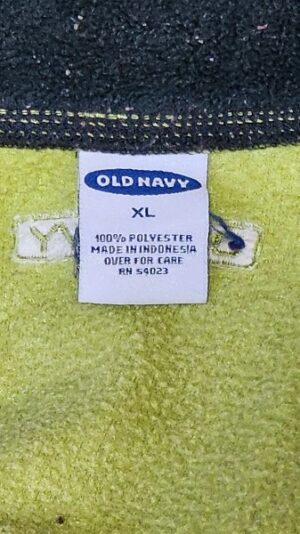 OLD NAVY
XL
100% POLYESTER
MADE IN INDONESIA
OVER FOR CARE
RN 54023